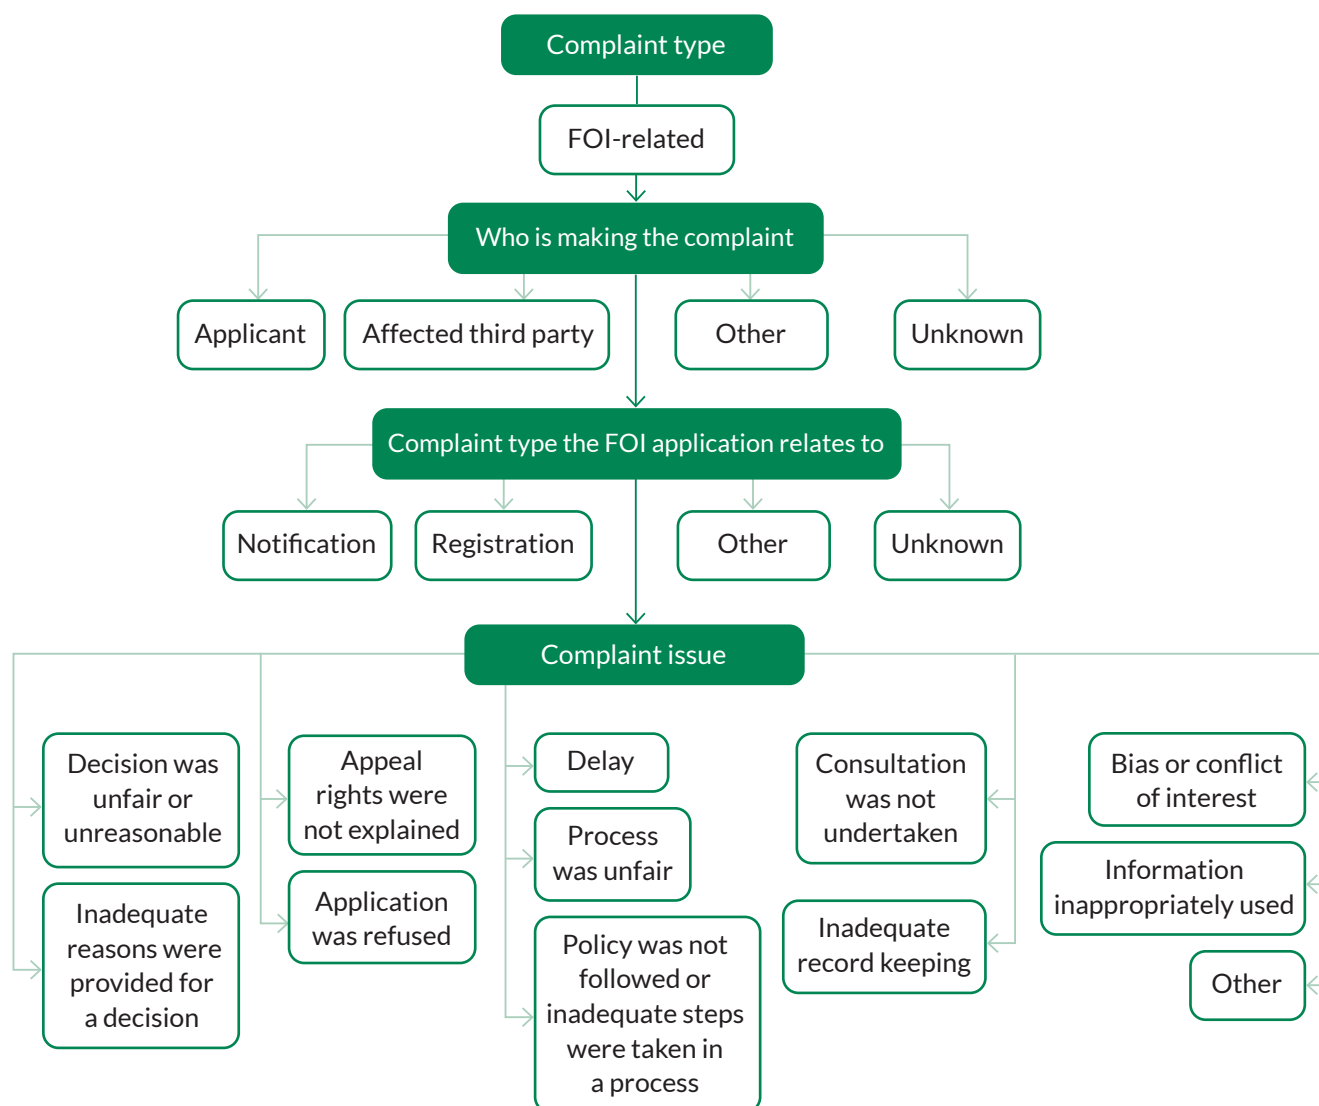 Complaint type
FOI-related
Who is making the complaint
Applicant
Affected third party
Other
Unknown
Complaint type the FOI application relates to
Notification
Registration
Other
Unknown
Complaint issue
Decision was
unfair or
unreasonable
Inadequate
reasons were
provided for
a decision
Appeal
rights were
not explained
Application
was refused
Delay
Process
was unfair
Policy was not
followed or
inadequate steps
were taken in
a process
Consultation
was not
undertaken
Inadequate
record keeping
Bias or conflict
of interest
Information
inappropriately used
Other